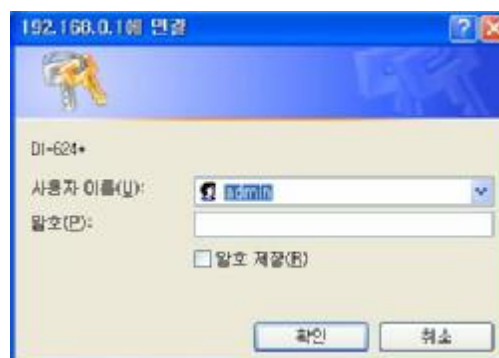 192.168.0.1에 연결
DI-624+
사용자 이름(U):
admin
암호(P):
암호 저장(R)
확인
취소